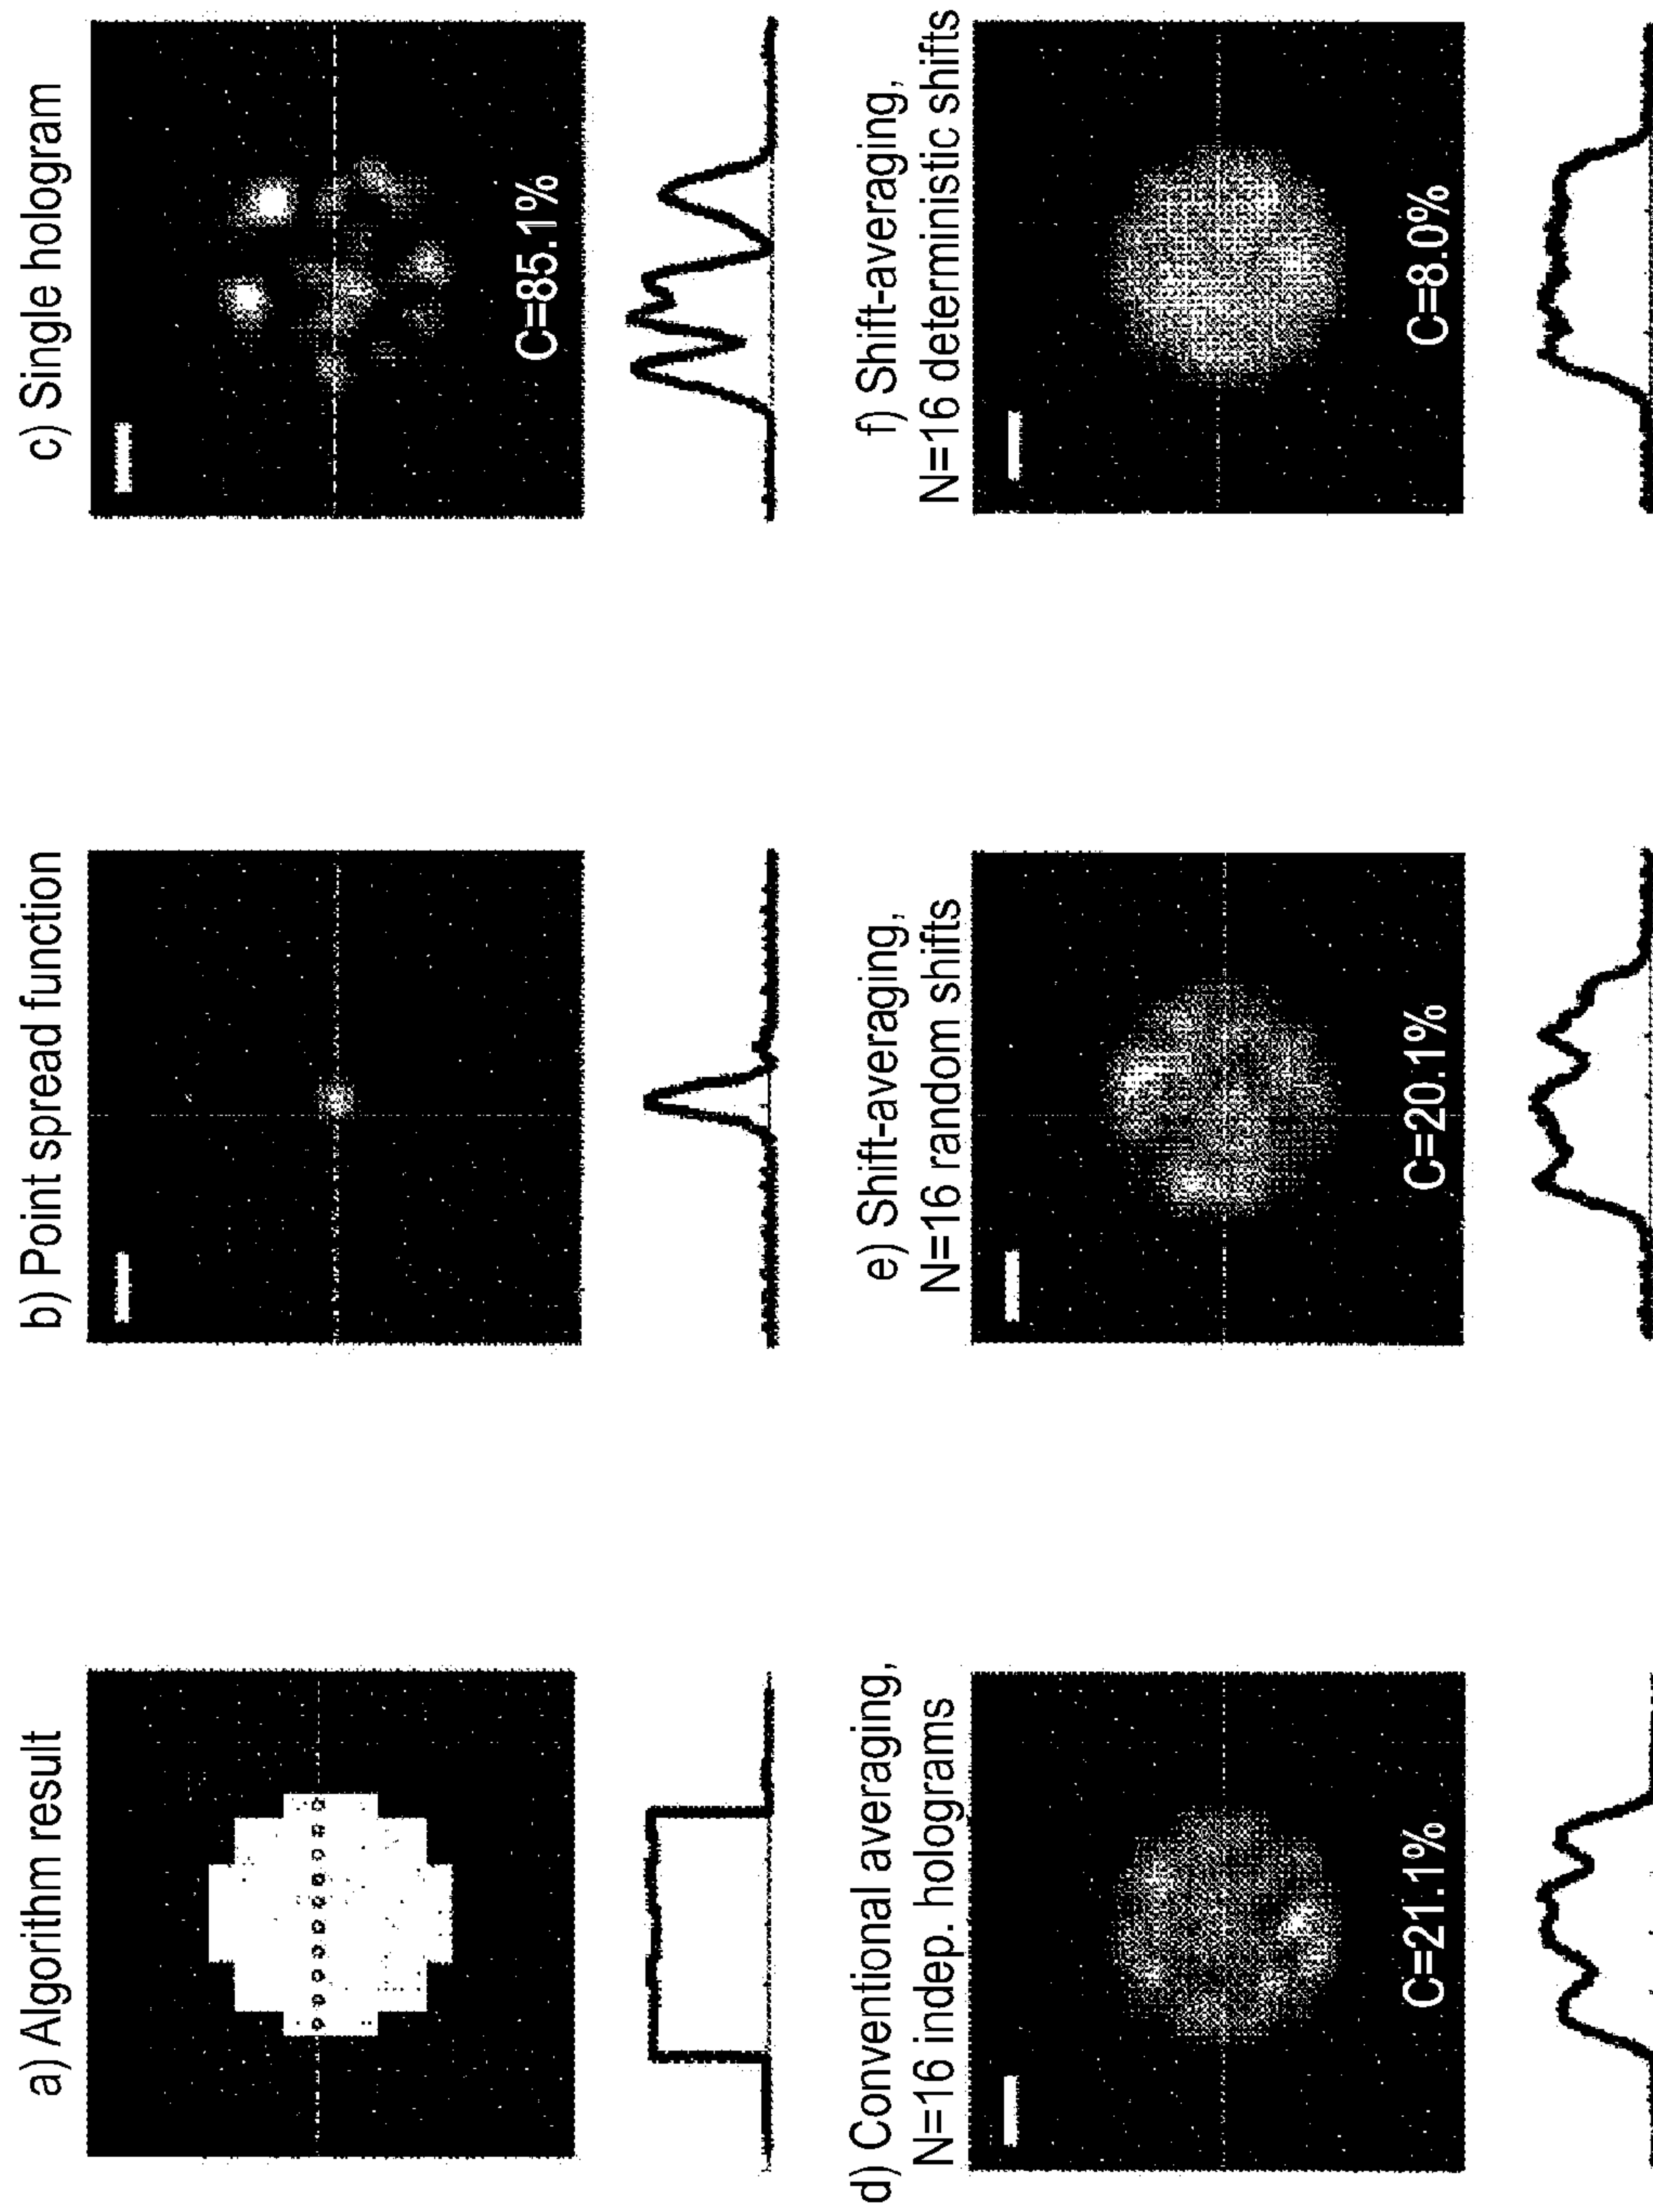 a) Algorithm result
b) Point spread function
c) Single hologram
C=85.1%
d) Conventional averaging,
N=16 indep. holograms
C=21.1%
e) Shift-averaging,
N=16 random shifts
C=20.1%
f) Shift-averaging,
N=16 deterministic shifts
C=8.0%